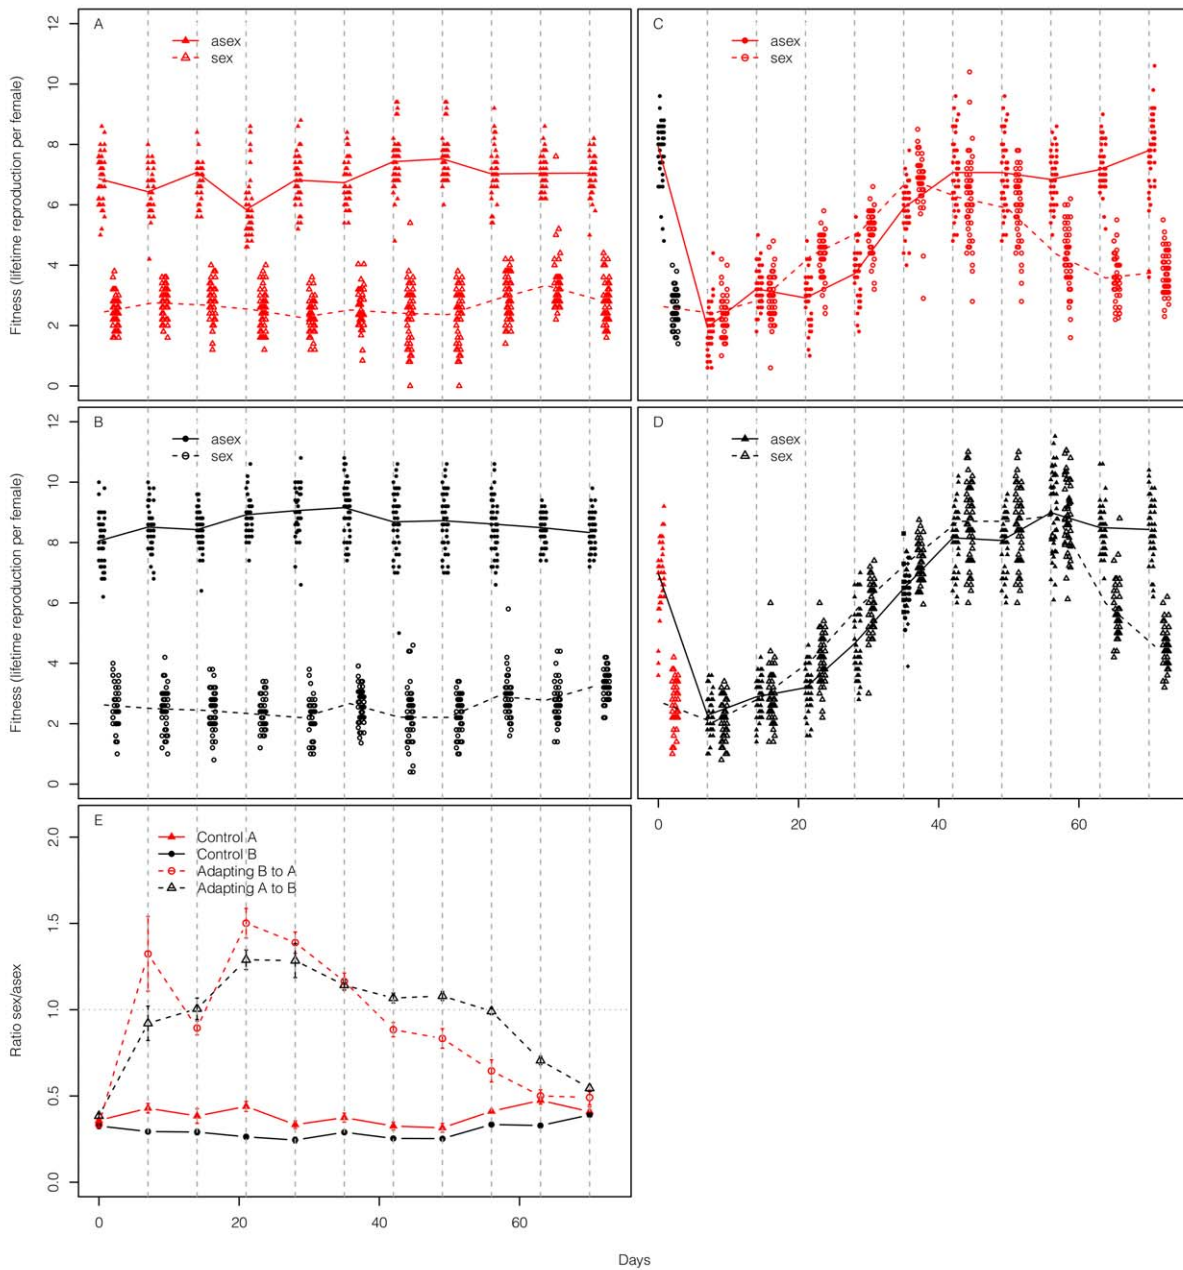 A
asex
sex
12
10
8
6
4
2
0
Fitness (lifetime reproduction per female)
C
asex
sex
B
asex
sex
12
10
8
6
4
2
0
Fitness (lifetime reproduction per female)
D
asex
sex
0
20
40
60
E
Control A
Control B
Adapting B to A
Adapting A to B
2.0
1.5
1.0
0.5
0.0
Ratio sex/asex
0
20
40
60
Days